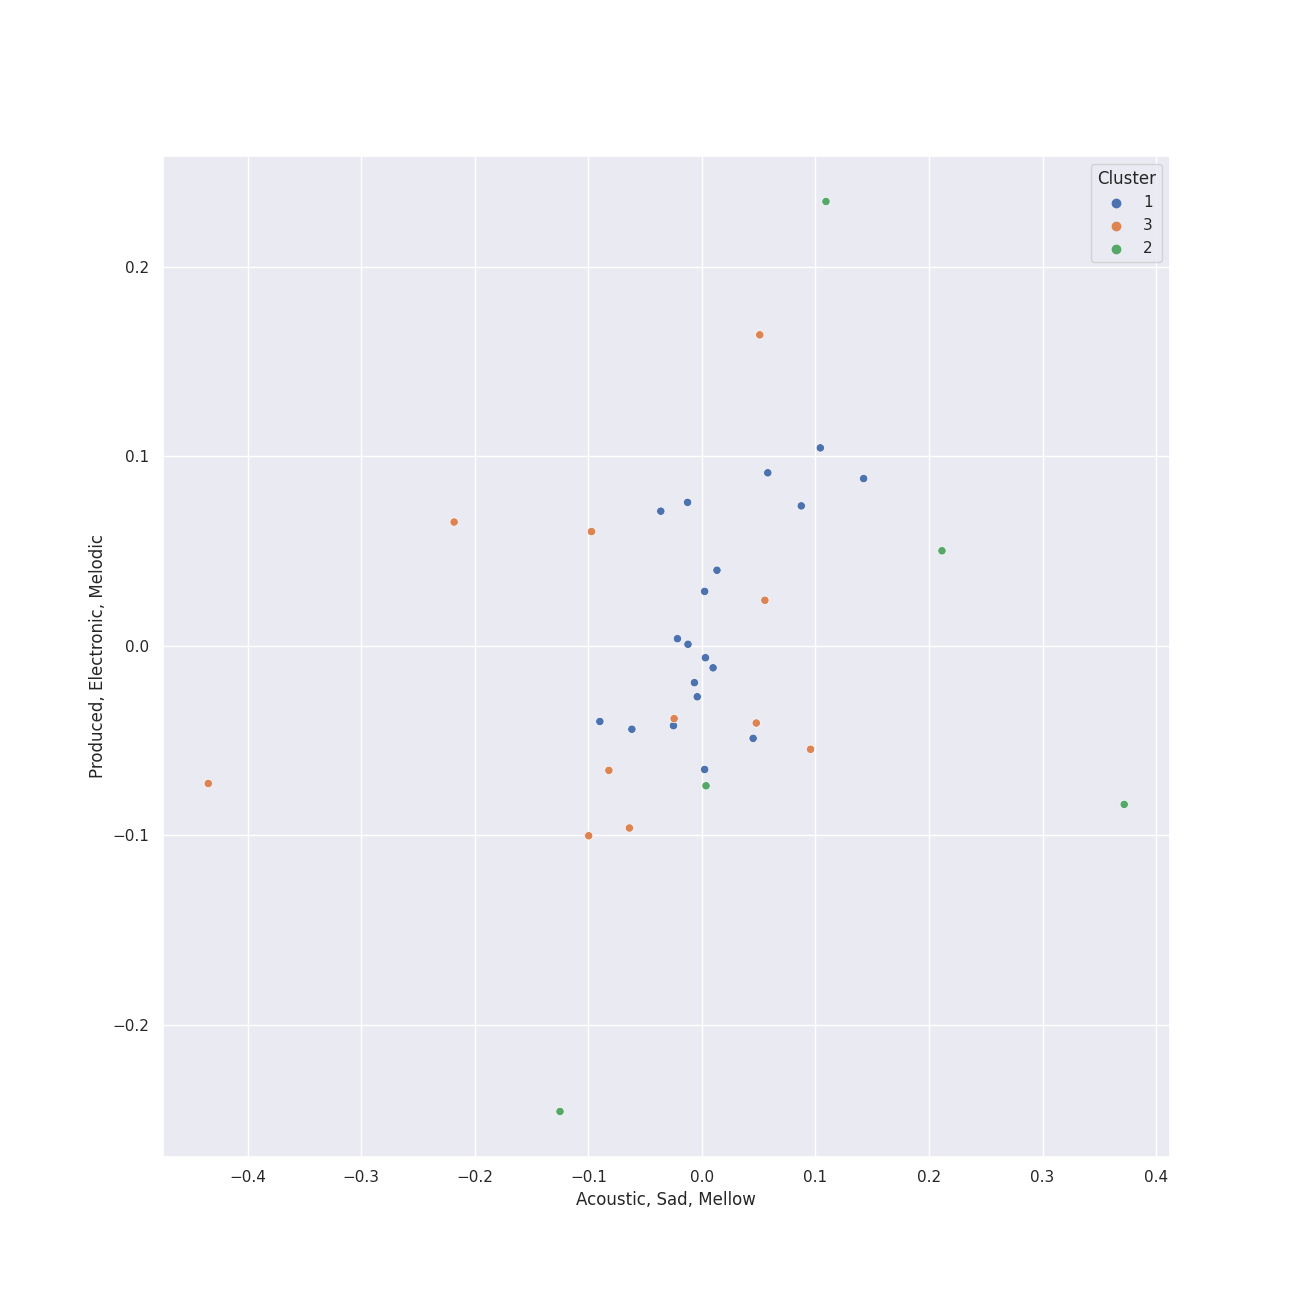 Cluster
1
3
2
0.2
0.1
0.0
−0.1
−0.2
Produced, Electronic, Melodic
−0.4 −0.3 −0.2 −0.1 0.0 0.1 0.2 0.3 0.4
Acoustic, Sad, Mellow